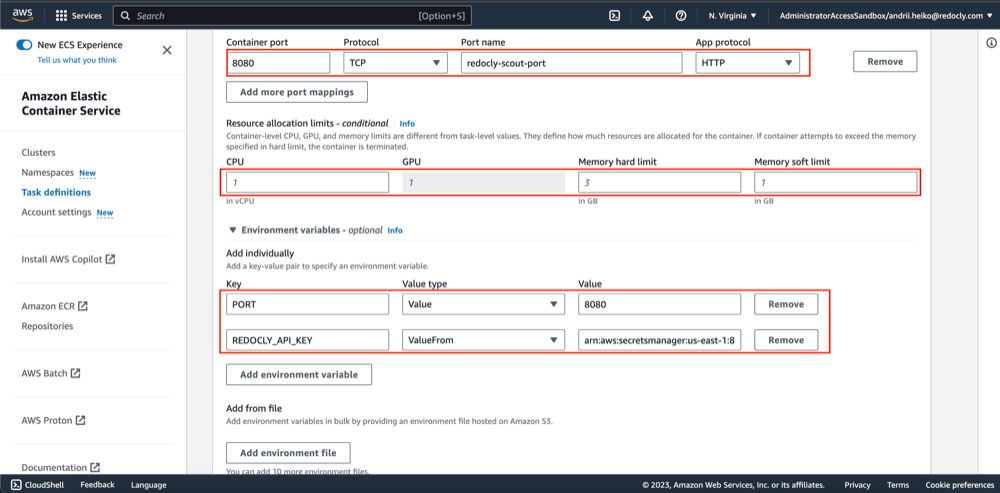 aws
Services
Search
[Option+S]
N. Virginia
AdministratorAccessSandbox/andrii.heiko@redocly.com
New ECS Experience
Tell us what you think
Amazon Elastic
Container Service
Clusters
Namespaces New
Task definitions
Account settings New
Install AWS Copilot
Amazon ECR
Repositories
AWS Batch
AWS Proton
Documentation
Container port Protocol Port name App protocol
8080 TCP redocly-scout-port HTTP Remove
Add more port mappings
Resource allocation limits - conditional Info
Container-level CPU, GPU, and memory limits are different from task-level values. They define how much resources are allocated for the container. If container attempts to exceed the memory
specified in hard limit, the container is terminated.
CPU GPU Memory hard limit Memory soft limit
1 1 3 1
in vCPU in GB in GB
Environment variables - optional Info
Add individually
Add a key-value pair to specify an environment variable.
Key Value type Value
PORT Value 8080 Remove
REDOCLY_API_KEY ValueFrom arn:aws:secretsmanager:us-east-1:8 Remove
Add environment variable
Add from file
Add environment variables in bulk by providing an environment file hosted on Amazon S3.
Add environment file
You can add 10 more environment files.
CloudShell Feedback Language © 2023, Amazon Web Services, Inc. or its affiliates. Privacy Terms Cookie preferences